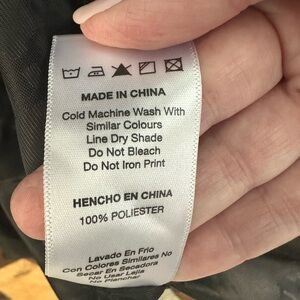 MADE IN CHINA
Cold Machine Wash With
Similar Colours
Line Dry Shade
Do Not Bleach
Do Not Iron Print
HENCHO EN CHINA
100% POLIESTER
Lavado En Frio
Con Colores Similares No
Secar En Secadora
No Usar Lejia
No Planchar